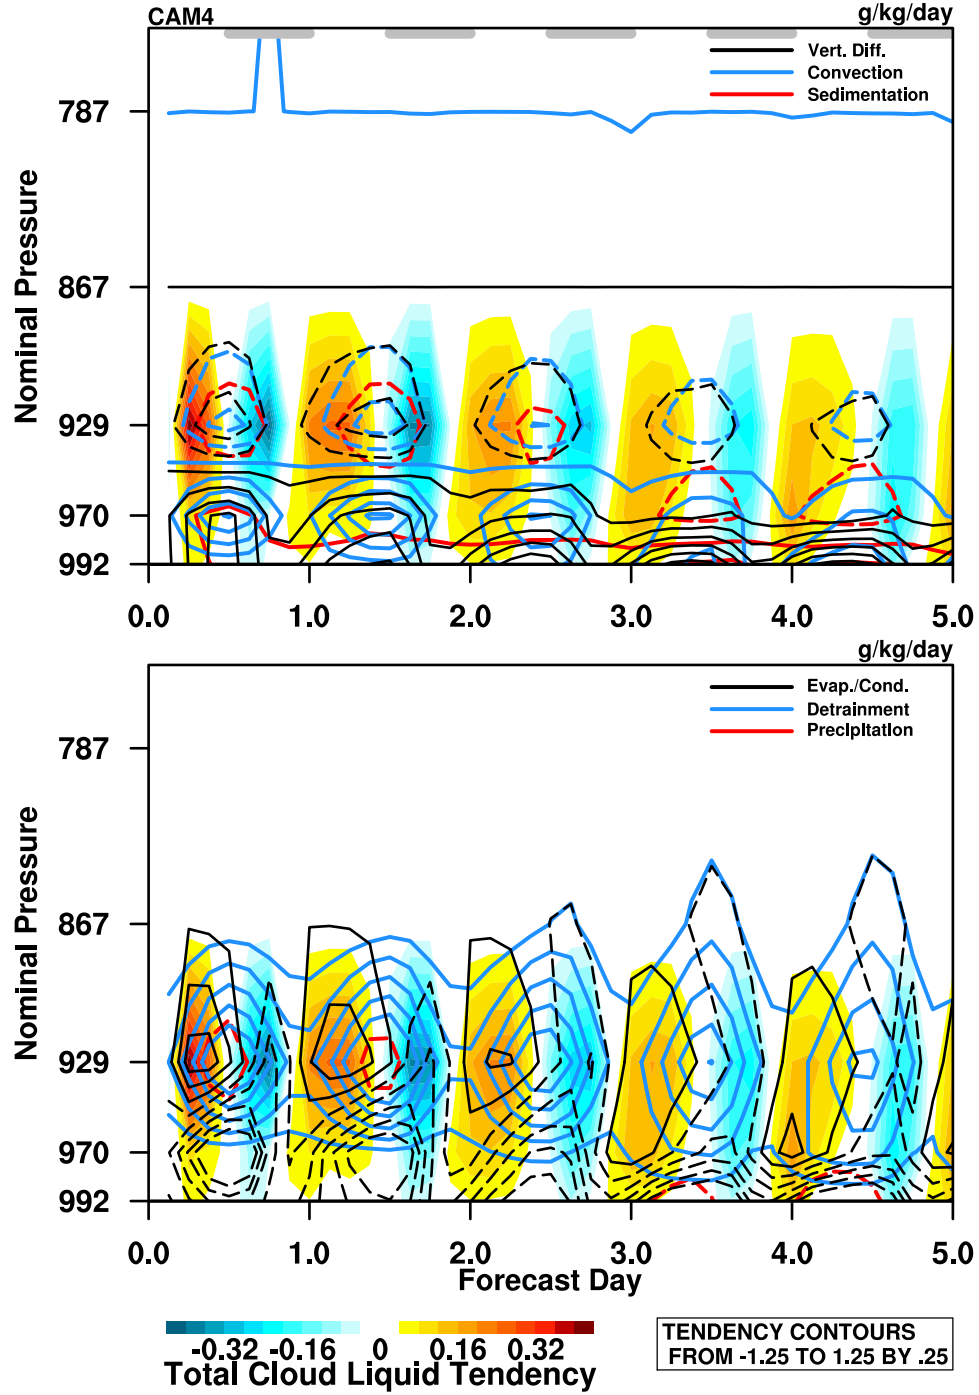 CAM4 g/kg/day
Vert. Diff.
Convection
Sedimentation
Nominal Pressure
787
867
929
970
992
0.0 1.0 2.0 3.0 4.0 5.0
g/kg/day
Evap./Cond.
Detrainment
Precipitation
Nominal Pressure
787
867
929
970
992
0.0 1.0 2.0 3.0 4.0 5.0
Forecast Day
-0.32 -0.16 0 0.16 0.32
Total Cloud Liquid Tendency
TENDENCY CONTOURS
FROM -1.25 TO 1.25 BY .25